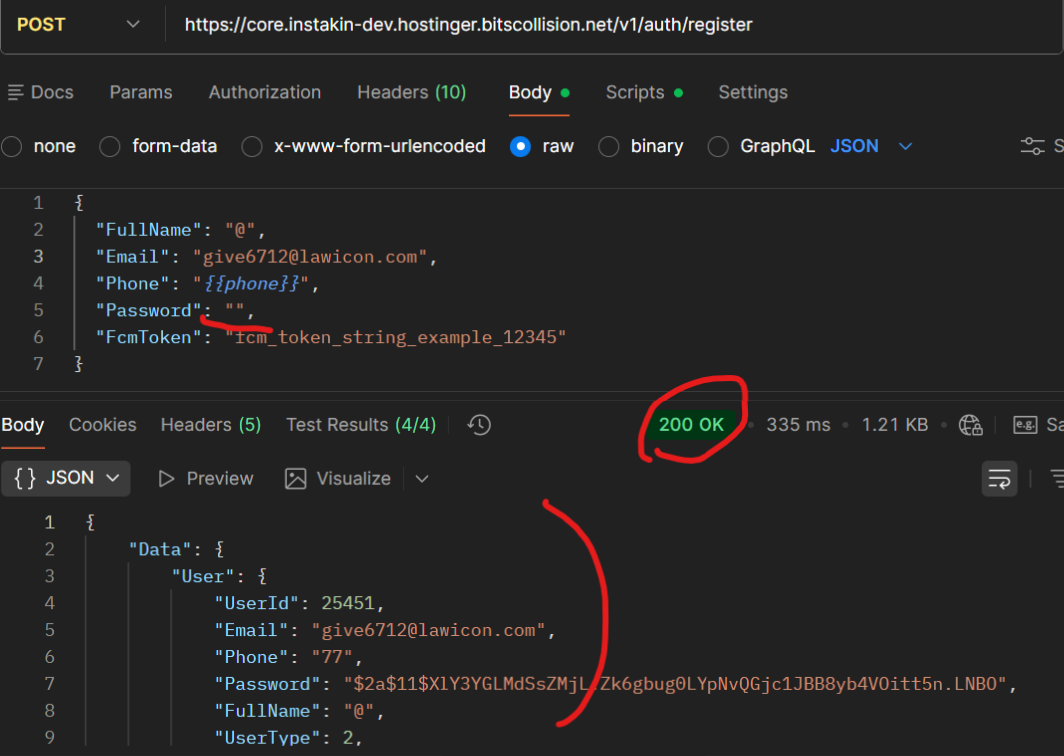 POST https://core.instakin-dev.hostinger.bitscollision.net/v1/auth/register
Docs Params Authorization Headers (10) Body Scripts Settings
none form-data x-www-form-urlencoded raw binary GraphQL JSON S
1 {
2 "FullName": "@",
3 "Email": "give6712@lawicon.com",
4 "Phone": "{{phone}}",
5 "Password": "",
6 "FcmToken": "fcm_token_string_example_12345"
7 }
Body Cookies Headers (5) Test Results (4/4) 200 OK • 335 ms • 1.21 KB • e.g. Sa
{} JSON Preview Visualize
1 {
2 "Data": {
3 "User": {
4 "UserId": 25451,
5 "Email": "give6712@lawicon.com",
6 "Phone": "77",
7 "Password":
8 "FullName": "@",
9 "UserType": 2,